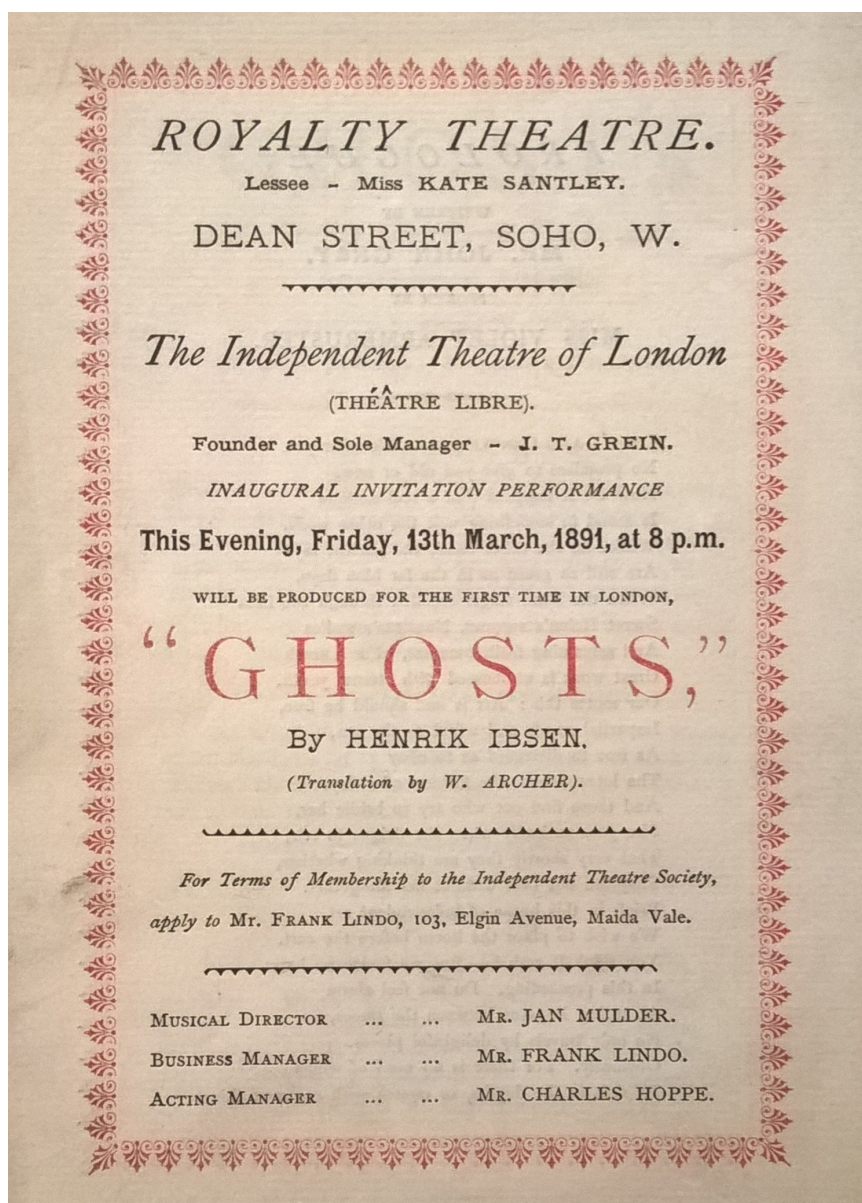 ROYALTY THEATRE.
Lessee - Miss KATE SANTLEY.
DEAN STREET, SOHO, W.
The Independent Theatre of London
(THÉÂTRE LIBRE).
Founder and Sole Manager - J. T. GREIN.
INAUGURAL INVITATION PERFORMANCE
This Evening, Friday, 13th March, 1891, at 8 p.m.
WILL BE PRODUCED FOR THE FIRST TIME IN LONDON,
“GHOSTS,”
By HENRIK IBSEN.
(Translation by W. ARCHER).
For Terms of Membership to the Independent Theatre Society,
apply to Mr. FRANK LINDO, 103, Elgin Avenue, Maida Vale.
MUSICAL DIRECTOR ... ... MR. JAN MULDER.
BUSINESS MANAGER ... ... MR. FRANK LINDO.
ACTING MANAGER ... ... MR. CHARLES HOPPE.